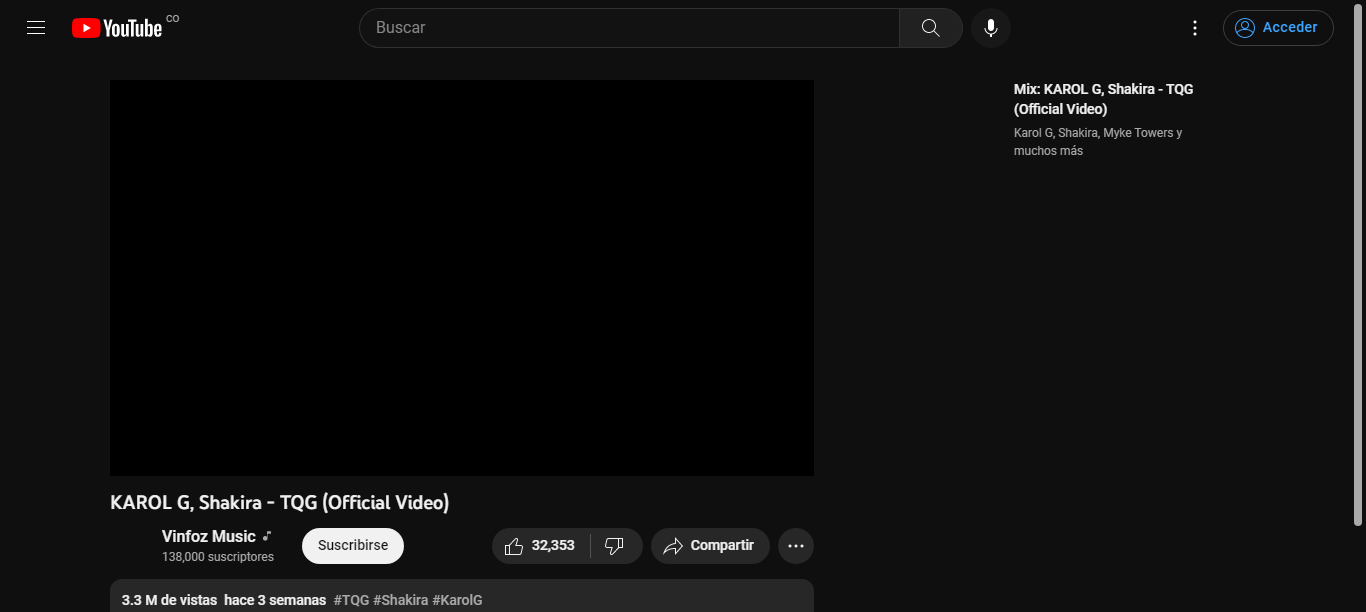 YouTube CO
Buscar
Acceder
Mix: KAROL G, Shakira - TQG
(Official Video)
Karol G, Shakira, Myke Towers y
muchos más
KAROL G, Shakira - TQG (Official Video)
Vinfoz Music
138,000 suscriptores
Suscribirse
32,353
Compartir
3.3 M de vistas hace 3 semanas #TQG #Shakira #KarolG